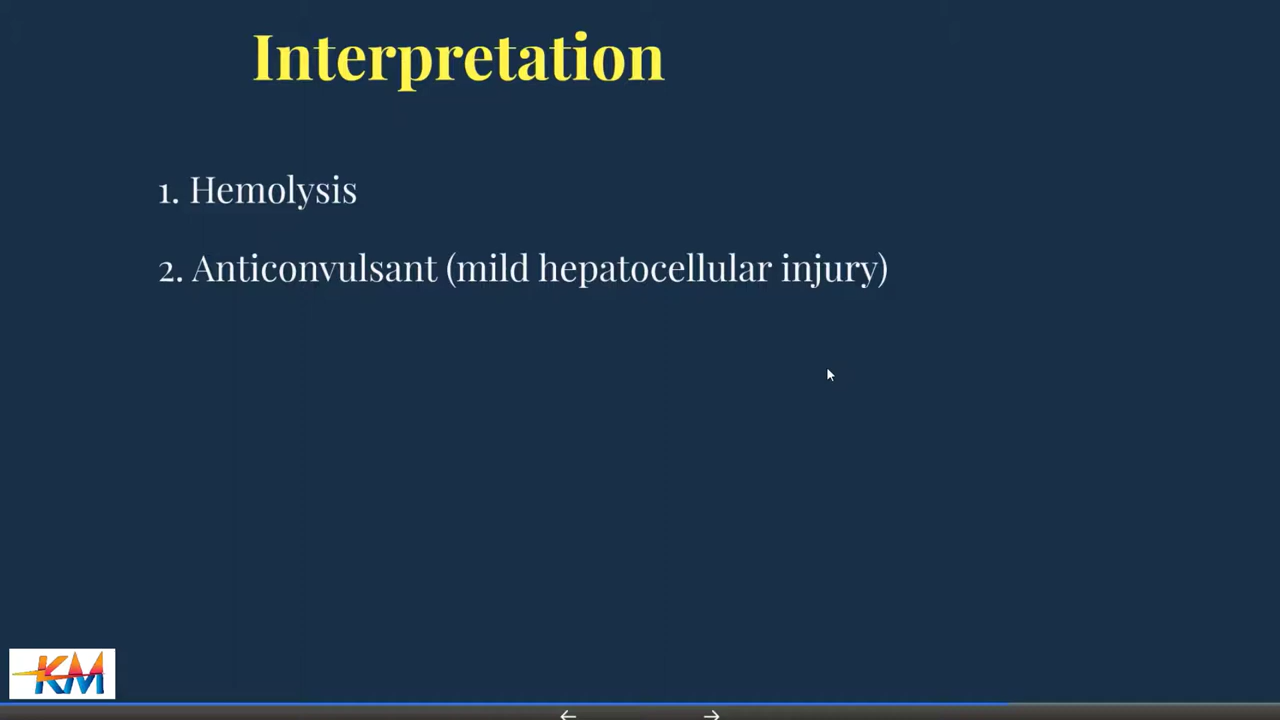 Interpretation
1. Hemolysis
2. Anticonvulsant (mild hepatocellular injury)
KM